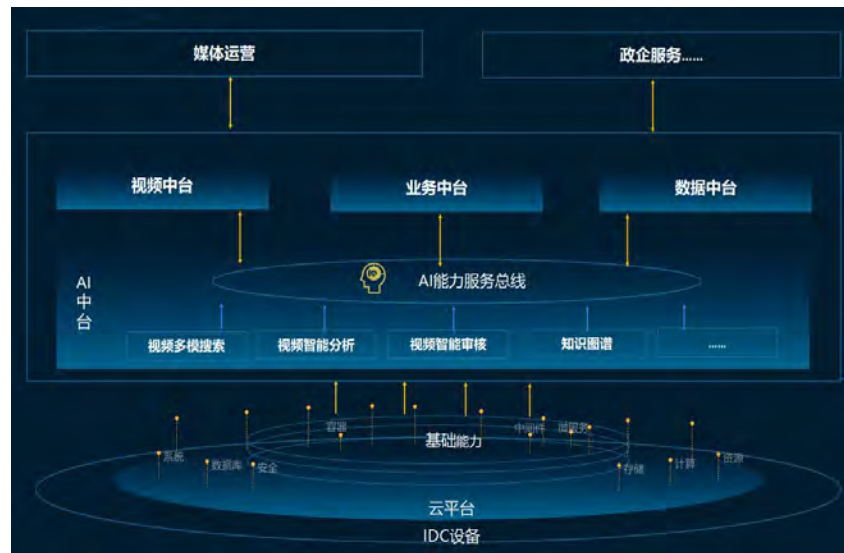 媒体运营
政企服务......
视频中台
业务中台
数据中台
AI能力服务总线
AI
中
台
视频多模搜索
视频智能分析
视频智能审核
知识图谱
......
容器
中间件
微服务
基础能力
系统
数据库
安全
存储
计算
资源
云平台
IDC设备